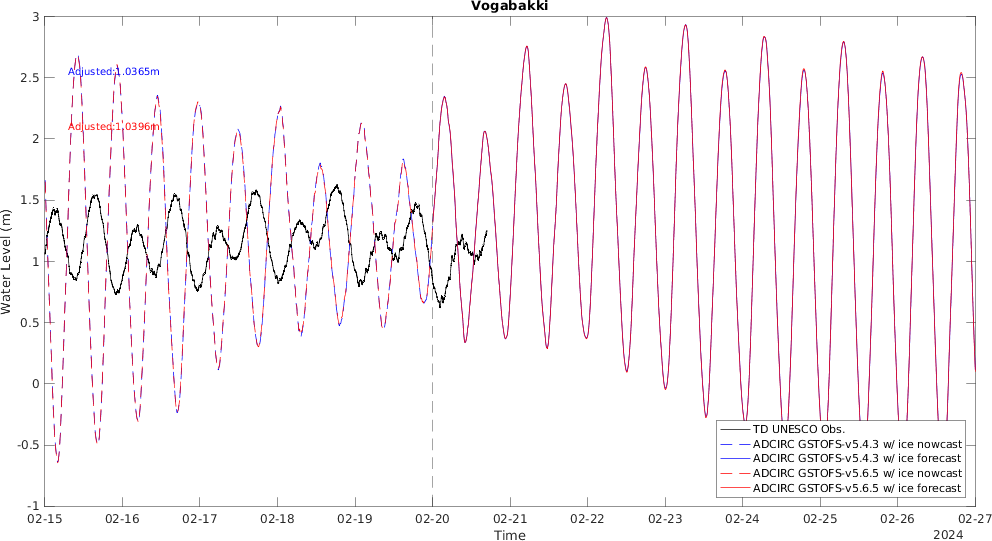 Vogabakki
Water Level (m)
3
2.5
2
1.5
1
0.5
0
-0.5
-1
Adjusted:1.0365m
Adjusted:1.0396m
TD UNESCO Obs.
ADCIRC GSTOFS-v5.4.3 w/ ice nowcast
ADCIRC GSTOFS-v5.4.3 w/ ice forecast
ADCIRC GSTOFS-v5.6.5 w/ ice nowcast
ADCIRC GSTOFS-v5.6.5 w/ ice forecast
02-15 02-16 02-17 02-18 02-19 02-20 02-21 02-22 02-23 02-24 02-25 02-26 02-27
Time
2024